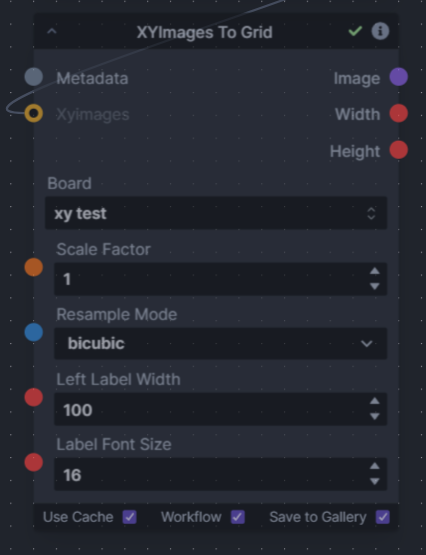 XYImages To Grid
Metadata Image
Xyimages Width
Height
Board
xy test
Scale Factor
1
Resample Mode
bicubic
Left Label Width
100
Label Font Size
16
Use Cache Workflow Save to Gallery